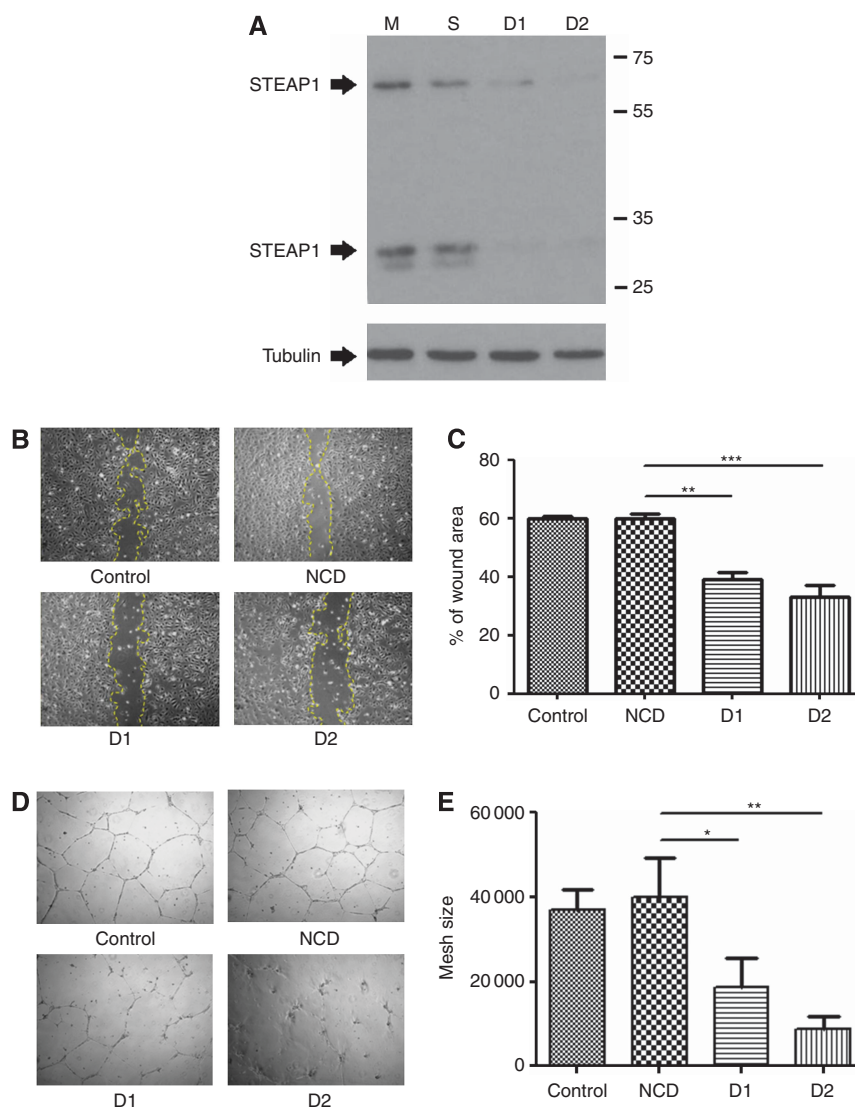 A
M S D1 D2
STEAP1
75
55
35
STEAP1
25
Tubulin
B
Control
NCD
D1
D2
C
% of wound area
80
60
40
20
0
***
**
Control NCD D1 D2
D
Control
NCD
D1
D2
E
Mesh size
60 000
40 000
20 000
0
**
*
Control NCD D1 D2